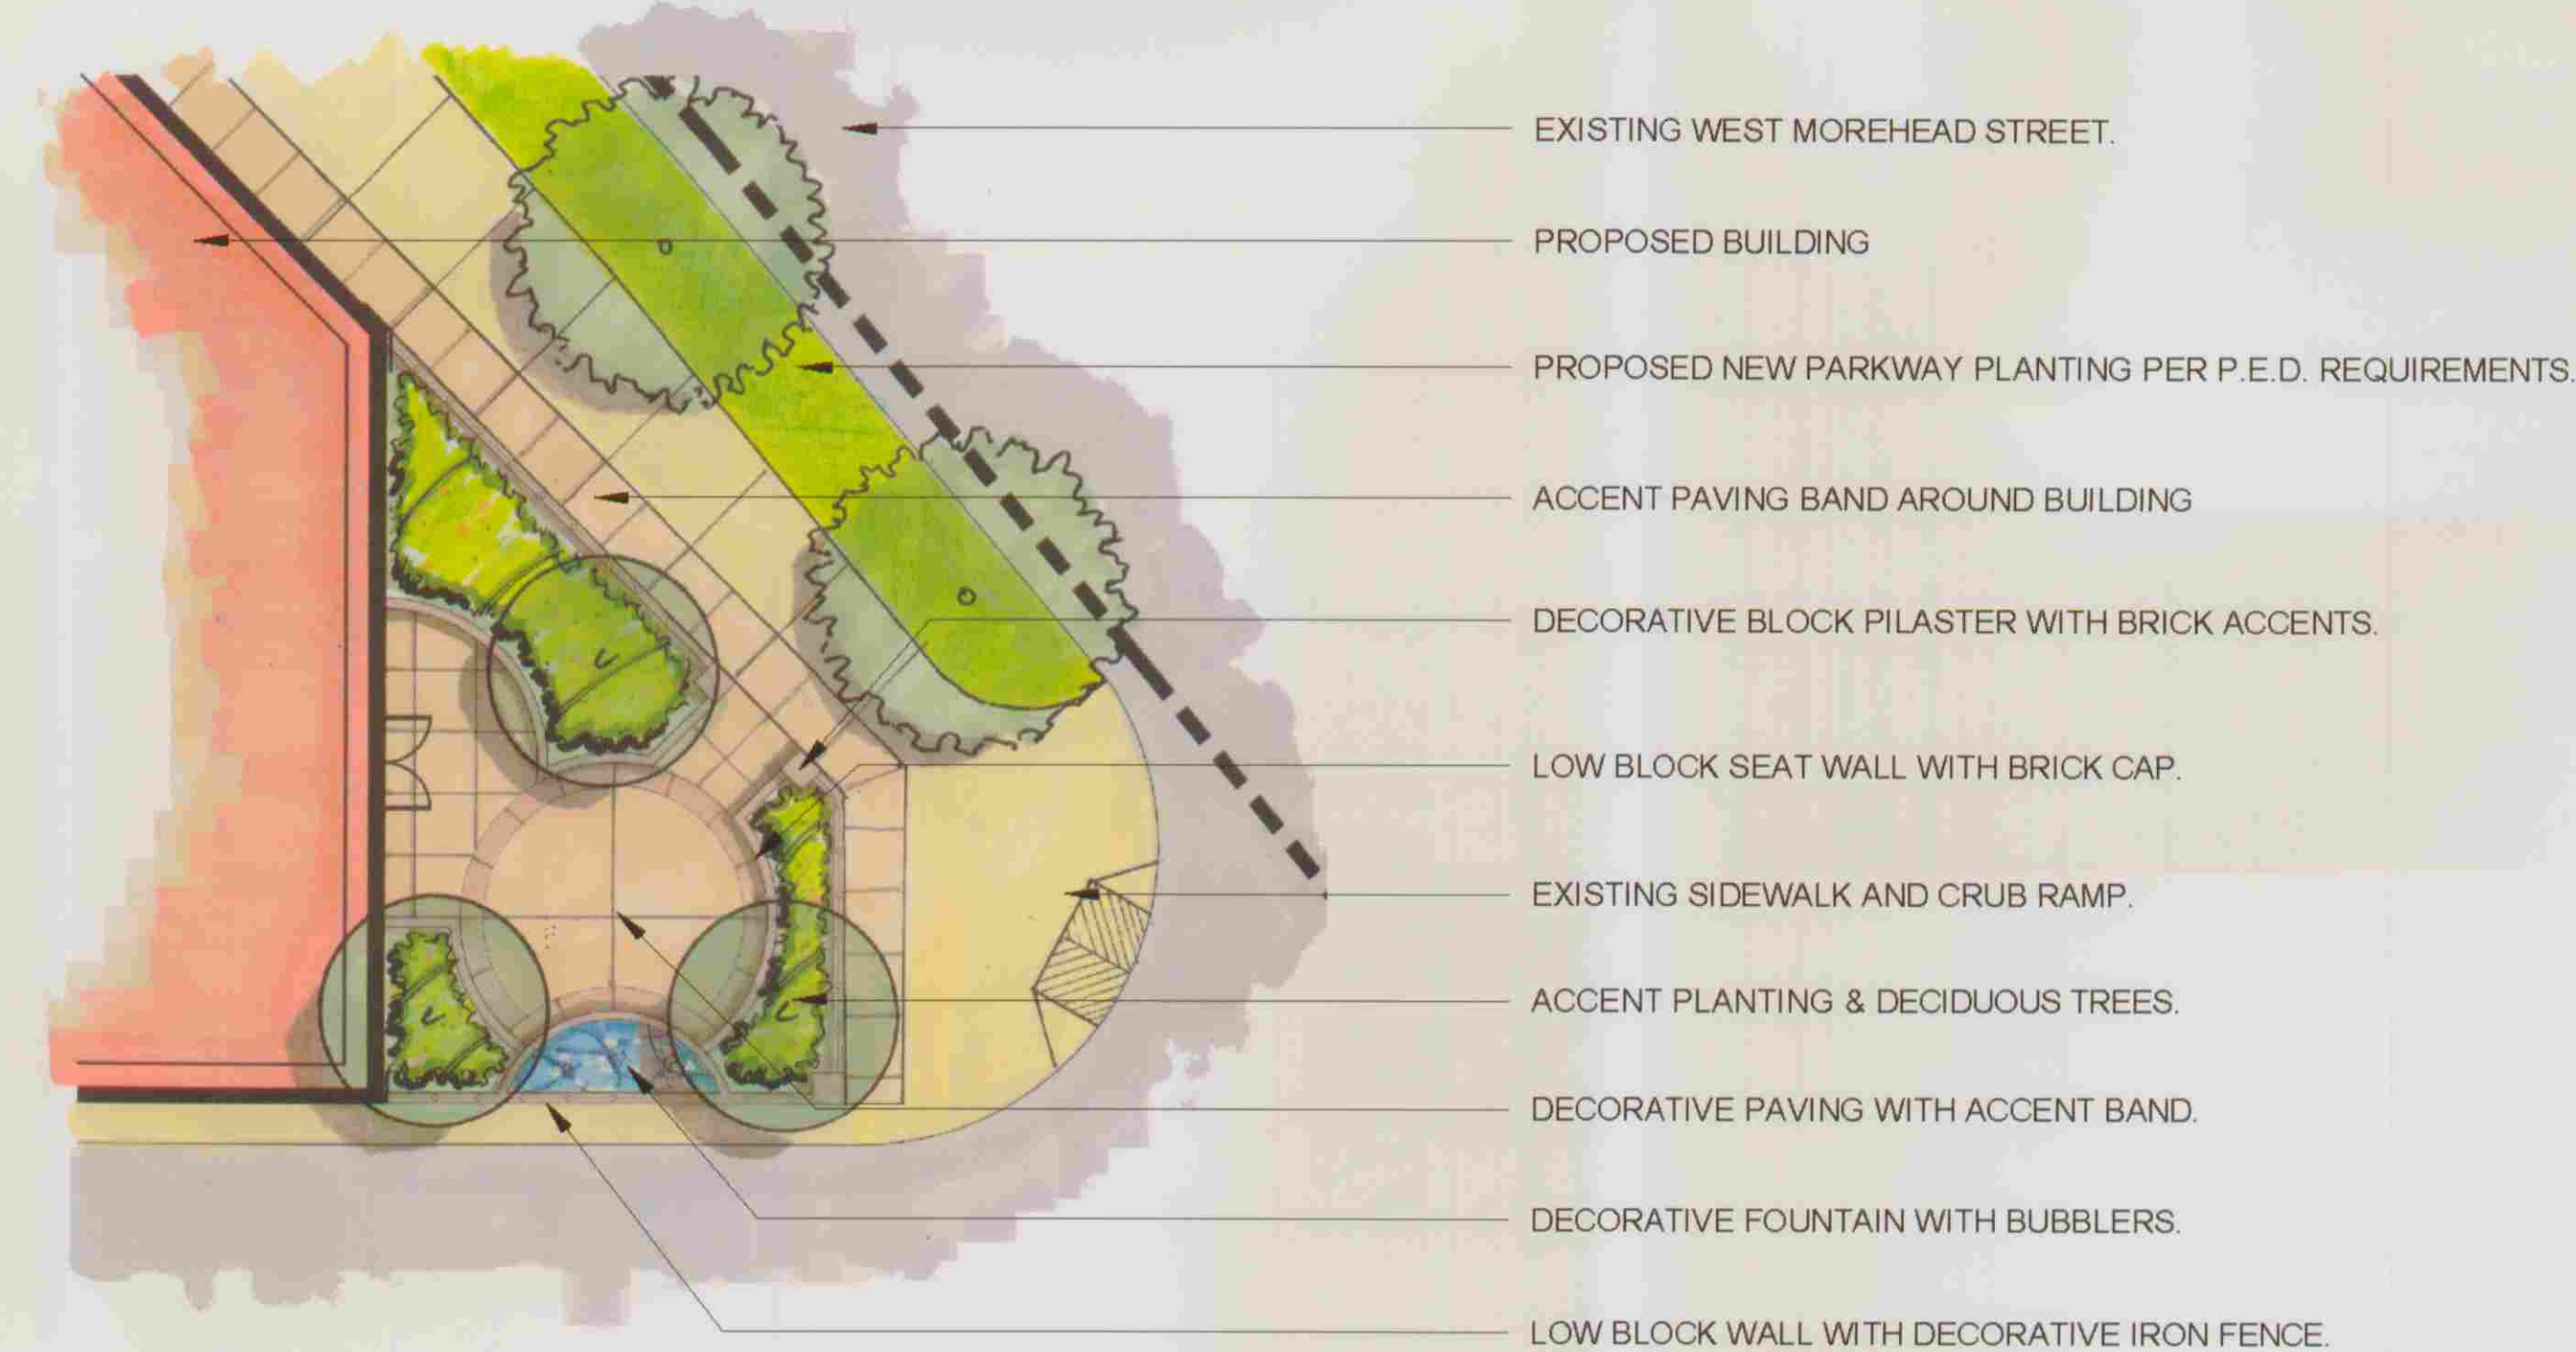 EXISTING WEST MOREHEAD STREET.
PROPOSED BUILDING
PROPOSED NEW PARKWAY PLANTING PER P.E.D. REQUIREMENTS.
ACCENT PAVING BAND AROUND BUILDING
DECORATIVE BLOCK PILASTER WITH BRICK ACCENTS.
LOW BLOCK SEAT WALL WITH BRICK CAP.
EXISTING SIDEWALK AND CRUB RAMP.
ACCENT PLANTING & DECIDUOUS TREES.
DECORATIVE PAVING WITH ACCENT BAND.
DECORATIVE FOUNTAIN WITH BUBBLERS.
LOW BLOCK WALL WITH DECORATIVE IRON FENCE.